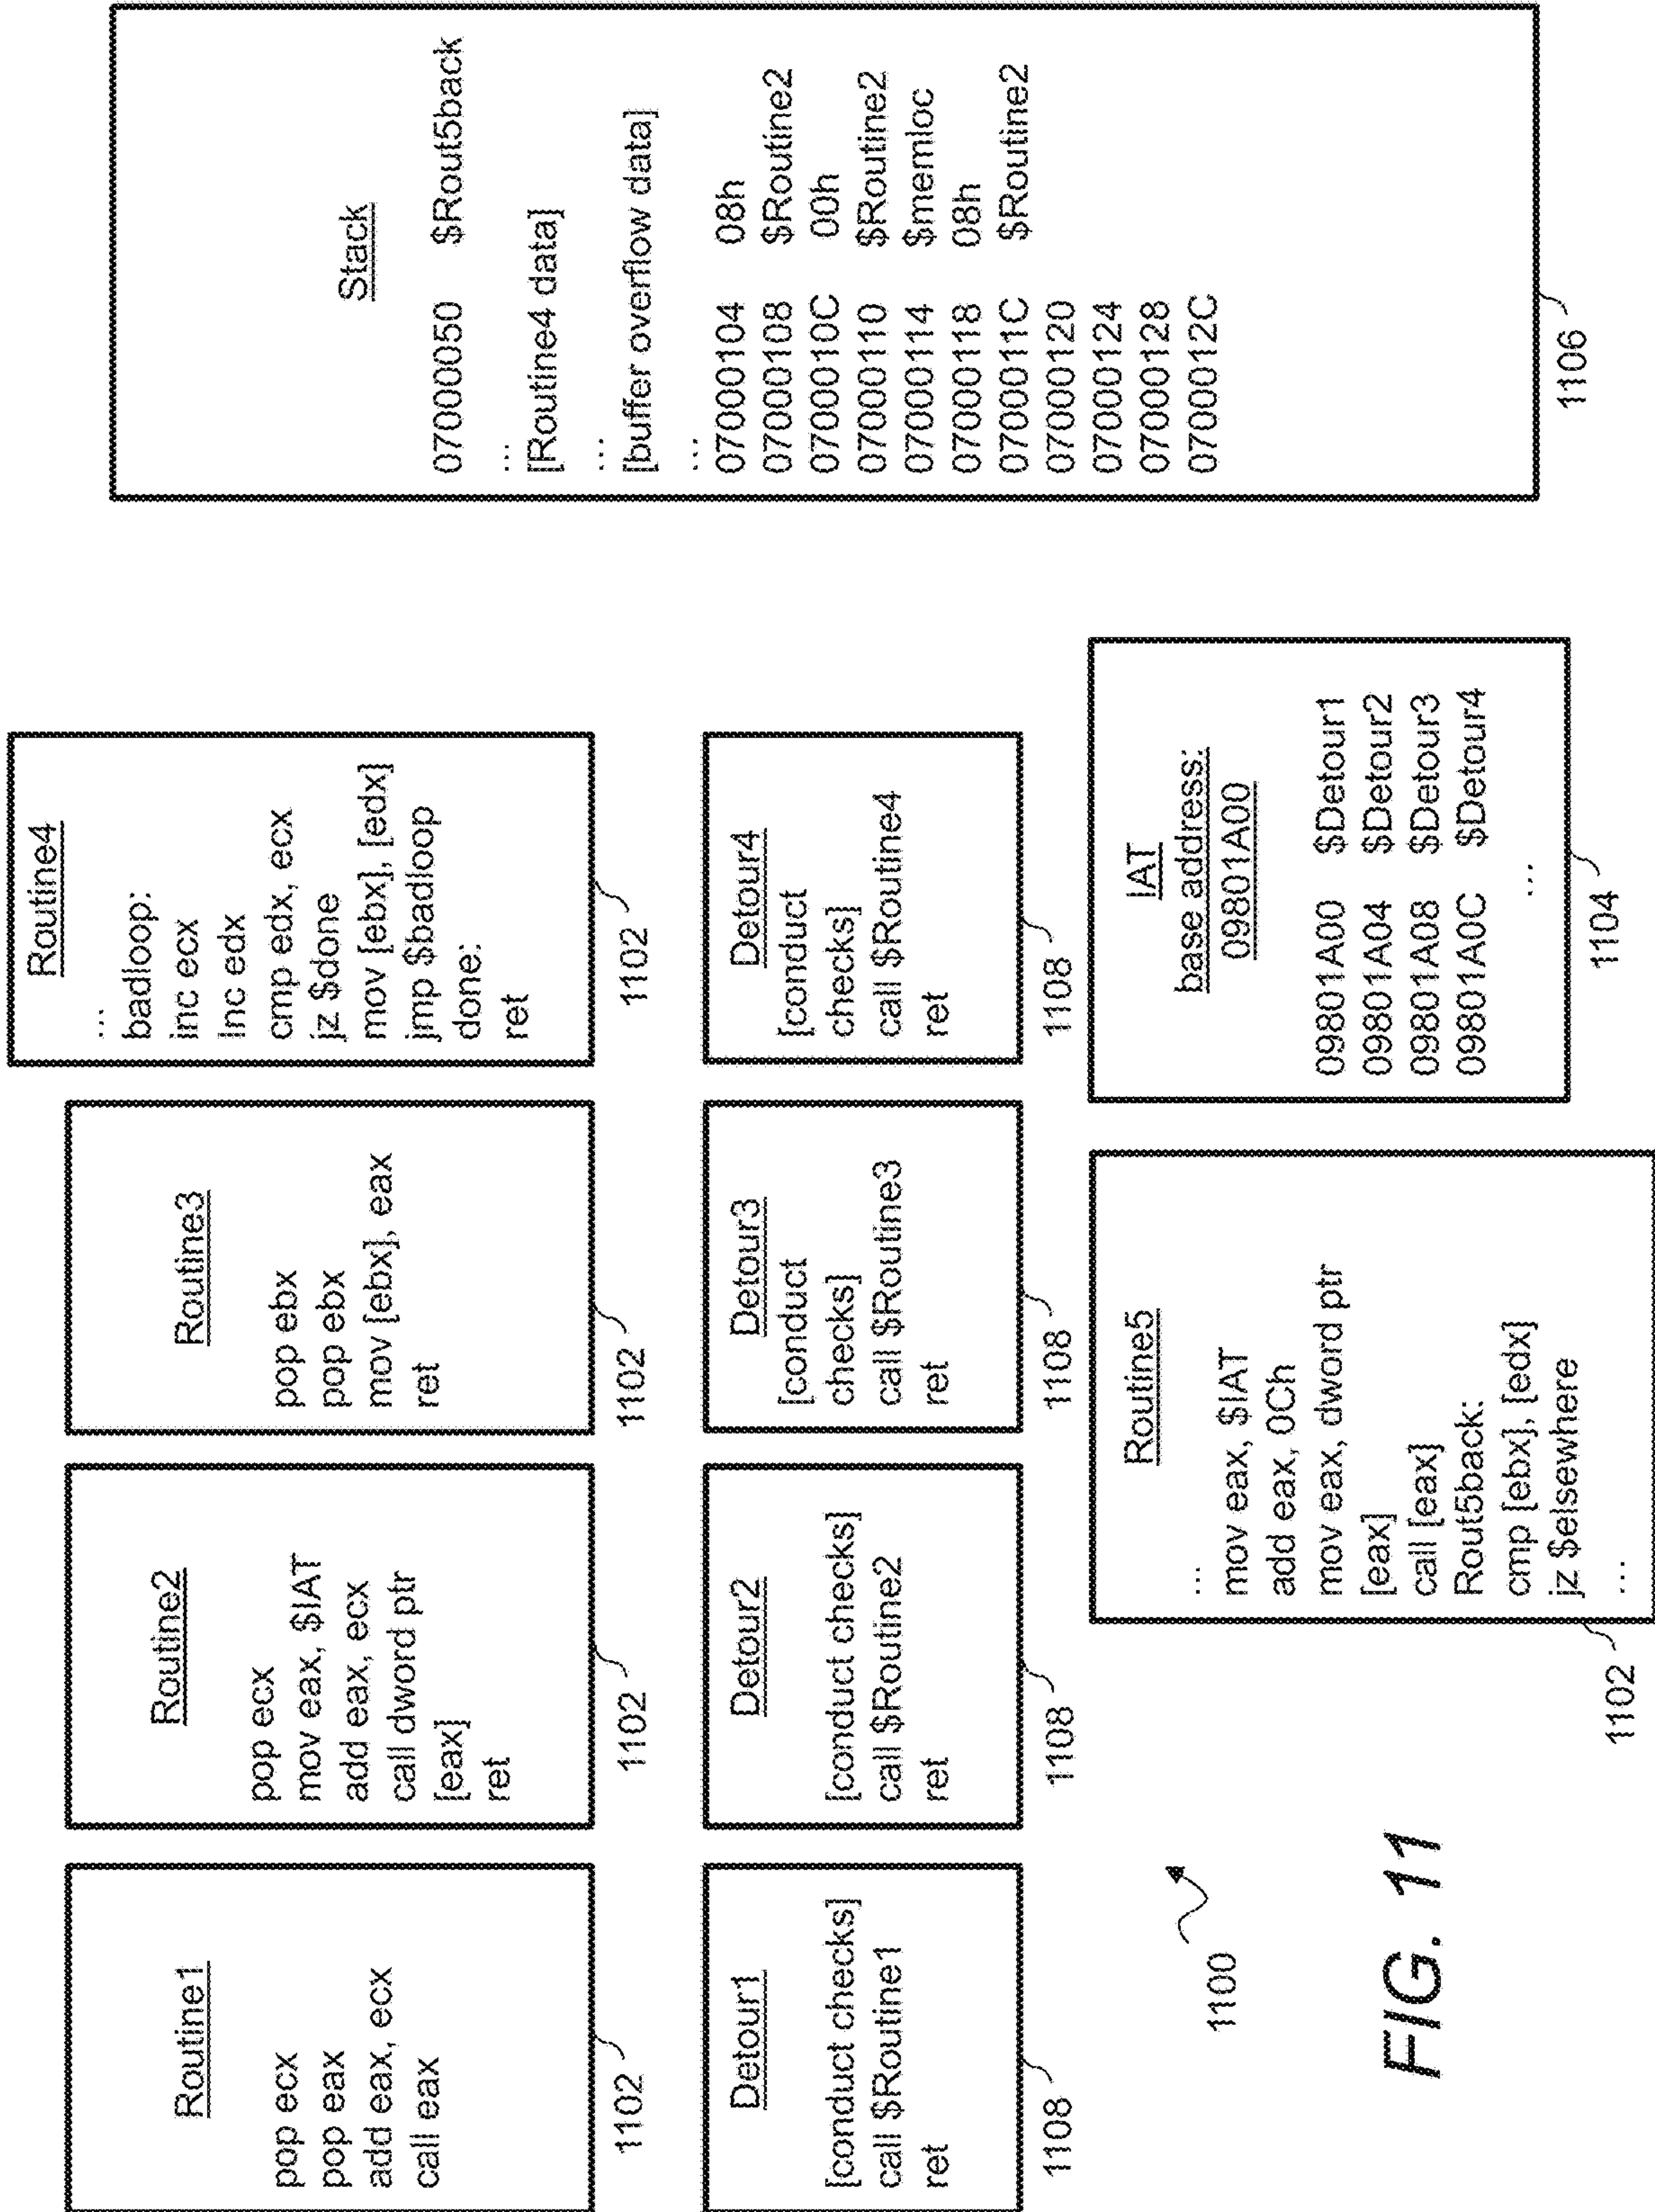 Routine1
pop ecx
pop eax
add eax, ecx
call eax
1102
Routine2
pop ecx
mov eax, $IAT
add eax, ecx
call dword ptr
[eax]
ret
1102
Routine3
pop ebx
pop ebx
mov [ebx], eax
ret
1102
Routine4
...
badloop:
inc ecx
Inc edx
cmp edx, ecx
jz $done
mov [ebx], [edx]
jmp $badloop
done:
ret
1102
Detour1
[conduct checks]
call $Routine1
ret
1108
Detour2
[conduct checks]
call $Routine2
ret
1108
Detour3
[conduct
checks]
call $Routine3
ret
1108
Detour4
[conduct
checks]
call $Routine4
ret
1108
1100
Routine5
...
mov eax, $IAT
add eax, 0Ch
mov eax, dword ptr
[eax]
call [eax]
Rout5back:
cmp [ebx], [edx]
jz $elsewhere
...
1102
IAT
base address:
09801A00
09801A00 $Detour1
09801A04 $Detour2
09801A08 $Detour3
09801A0C $Detour4
...
1104
Stack
07000050 $Rout5back
...
[Routine4 data]
...
[buffer overflow data]
...
07000104 08h
07000108 $Routine2
0700010C 00h
07000110 $Routine2
07000114 $memloc
07000118 08h
0700011C $Routine2
07000120
07000124
07000128
0700012C
1106
FIG. 11